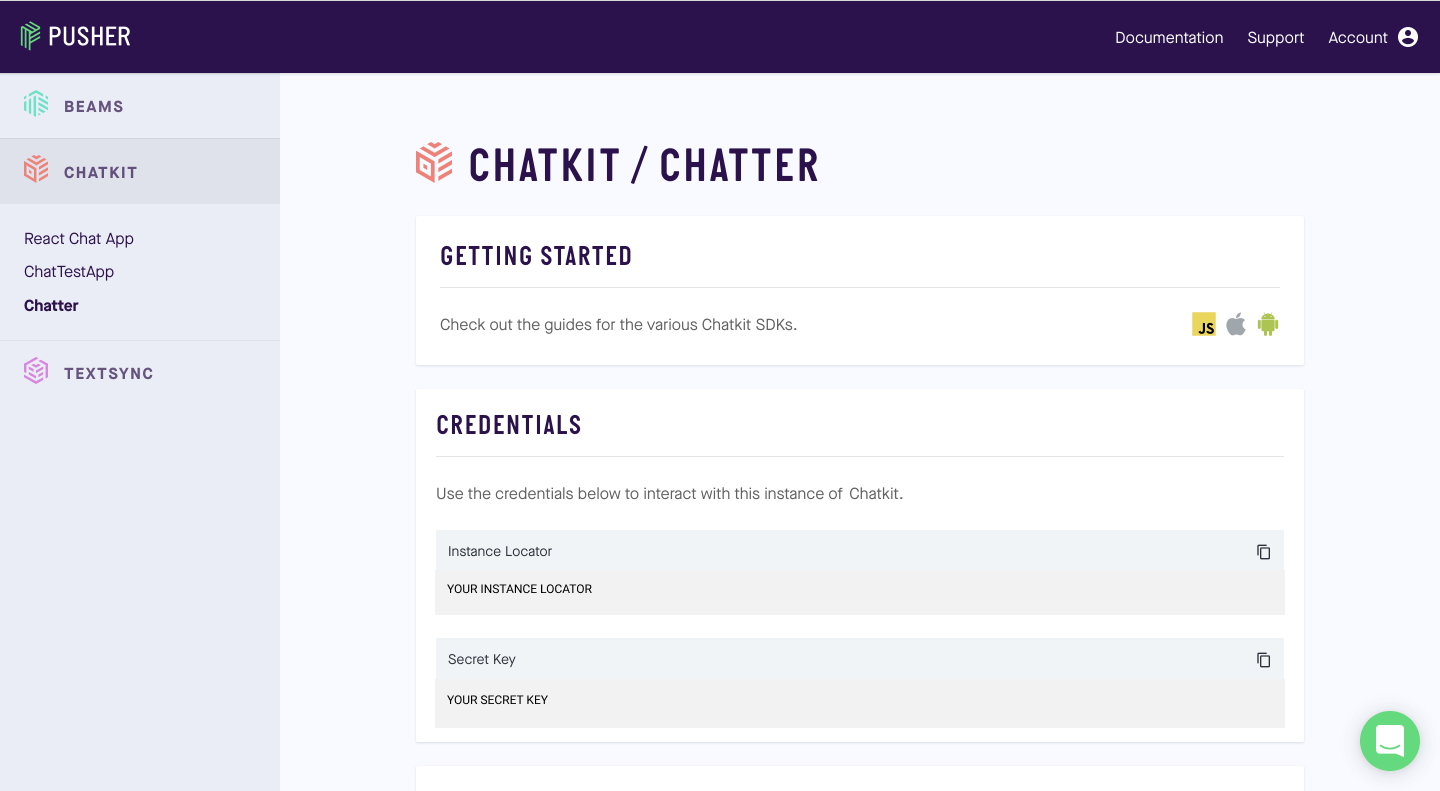 PUSHER
Documentation Support Account
BEAMS
CHATKIT
React Chat App
ChatTestApp
Chatter
TEXTSYNC
CHATKIT / CHATTER
GETTING STARTED
Check out the guides for the various Chatkit SDKs.
JS
CREDENTIALS
Use the credentials below to interact with this instance of Chatkit.
Instance Locator
YOUR INSTANCE LOCATOR
Secret Key
YOUR SECRET KEY